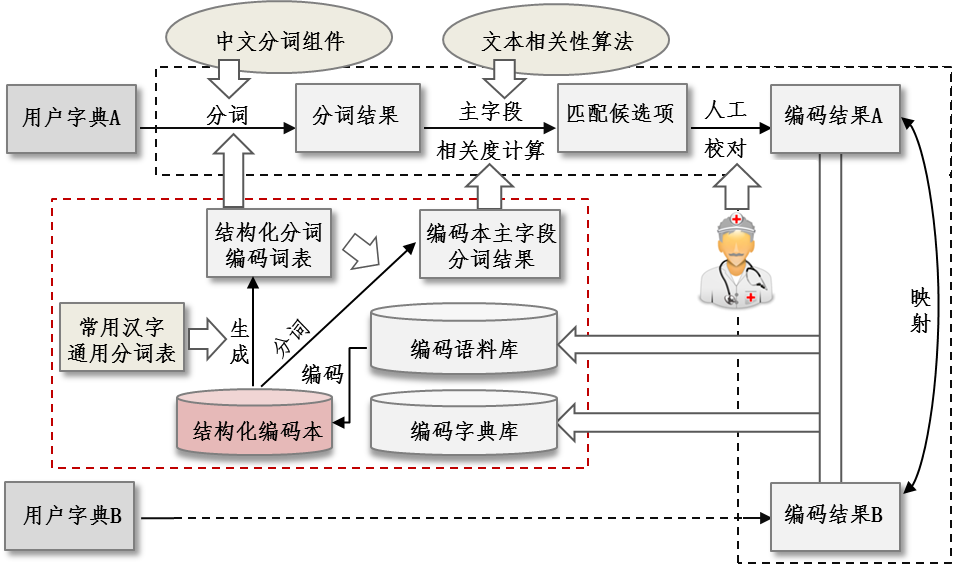 中文分词组件
文本相关性算法
用户字典A
分词
分词结果
主字段
相关度计算
匹配候选项
人工
校对
编码结果A
结构化分词
编码词表
编码本主字段
分词结果
映射
常用汉字
通用分词表
生成
分词
编码
编码语料库
结构化编码本
编码字典库
用户字典B
编码结果B